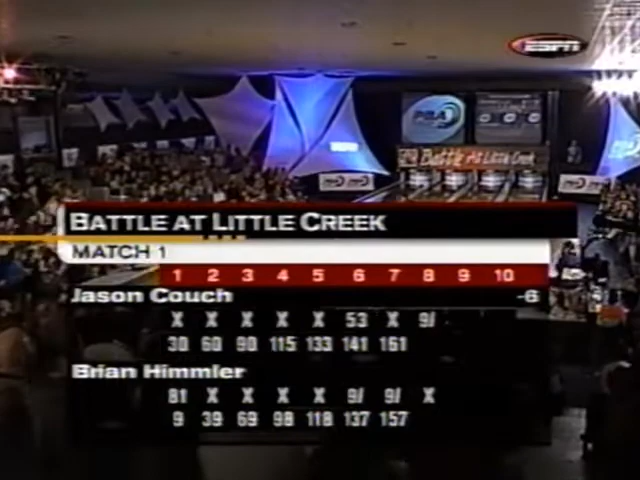 ESPN
PBA
Battle At Little Creek
BATTLE AT LITTLE CREEK
MATCH 1
1 2 3 4 5 6 7 8 9 10
Jason Couch -6
X X X X X 53 X 9/
30 60 90 115 133 141 161
Brian Himmler
81 X X X X 9/ 9/ X
9 39 69 98 118 137 157